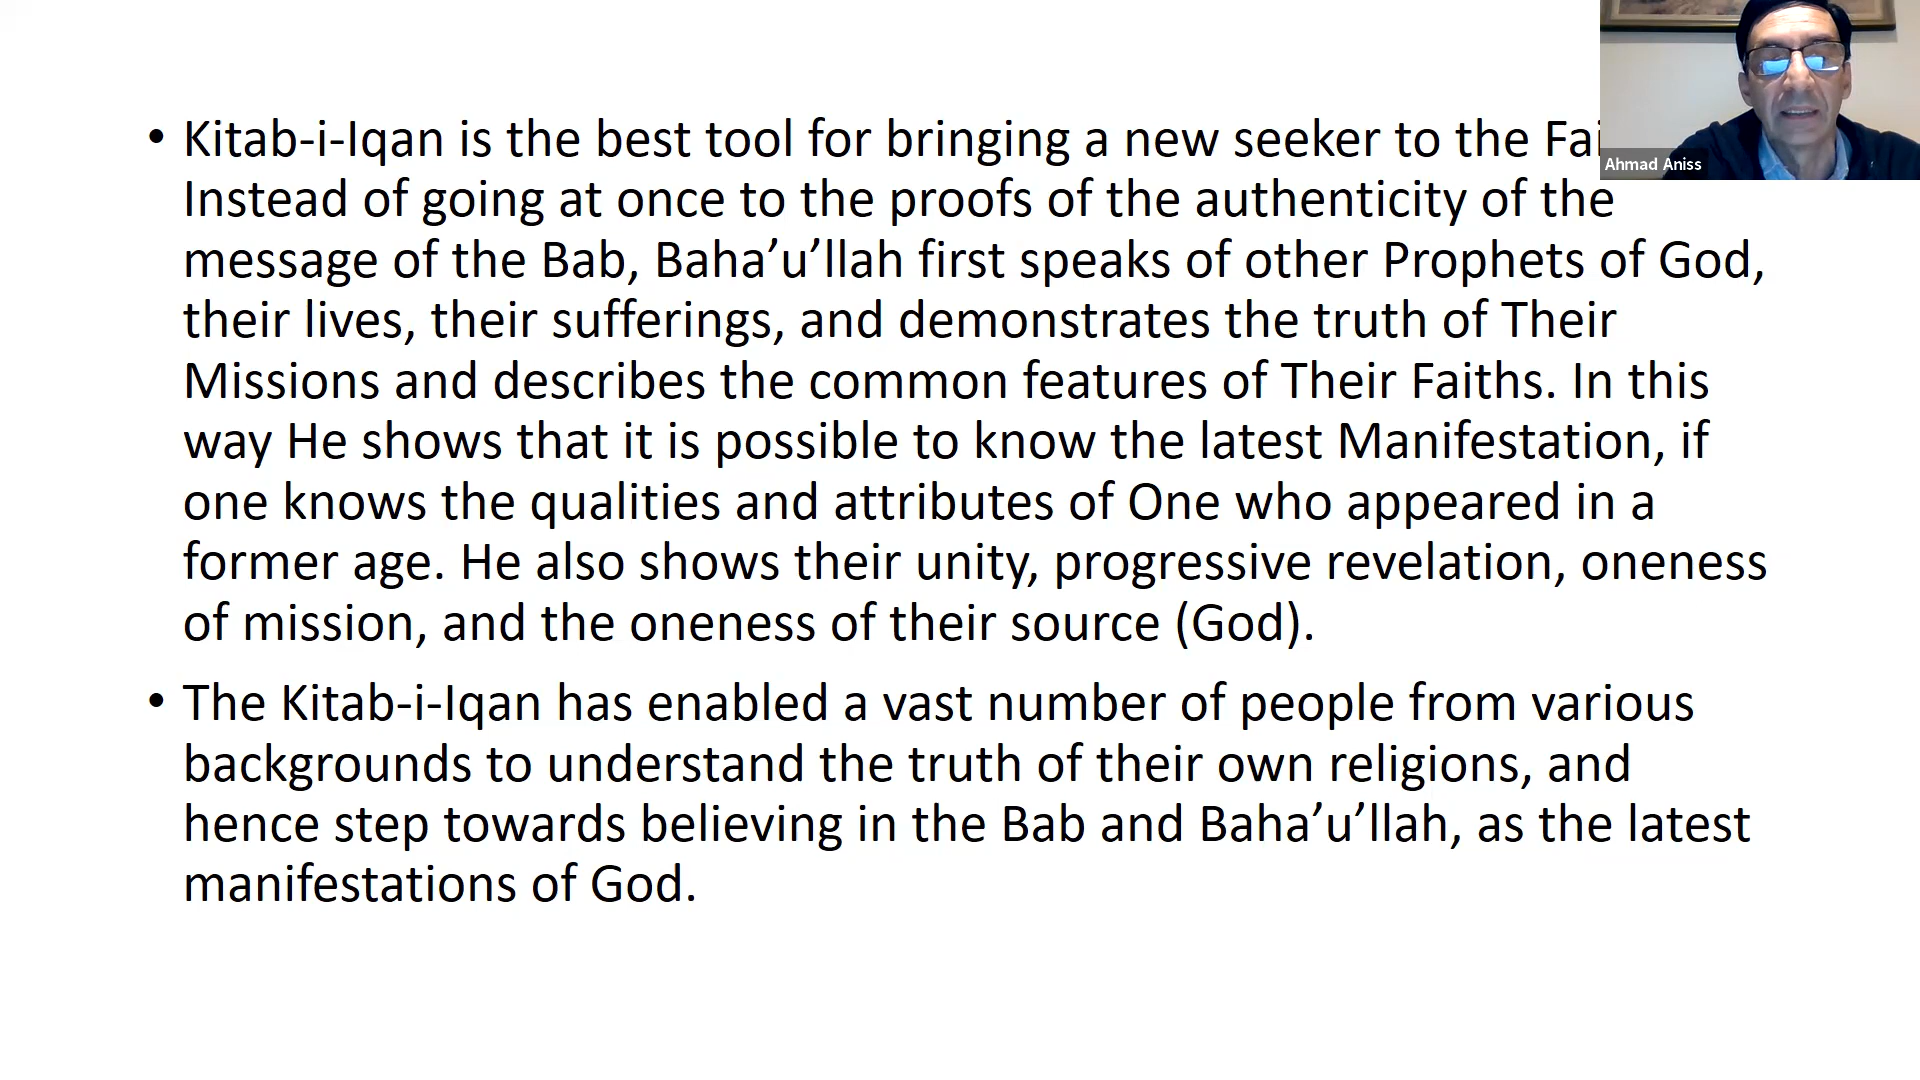 • Kitab-i-Iqan is the best tool for bringing a new seeker to the
Instead of going at once to the proofs of the authenticity of the
message of the Bab, Baha’u’llah first speaks of other Prophets of God,
their lives, their sufferings, and demonstrates the truth of Their
Missions and describes the common features of Their Faiths. In this
way He shows that it is possible to know the latest Manifestation, if
one knows the qualities and attributes of One who appeared in a
former age. He also shows their unity, progressive revelation, oneness
of mission, and the oneness of their source (God).
• The Kitab-i-Iqan has enabled a vast number of people from various
backgrounds to understand the truth of their own religions, and
hence step towards believing in the Bab and Baha’u’llah, as the latest
manifestations of God.
Ahmad Aniss